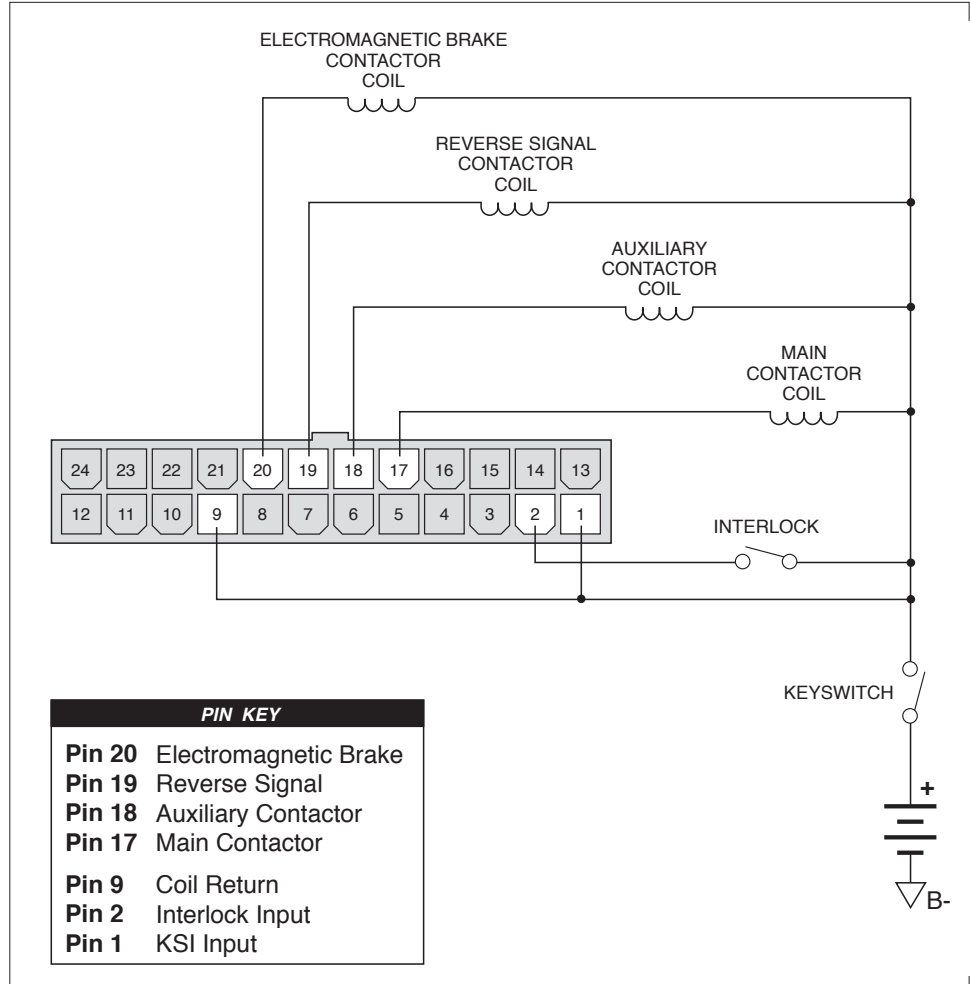 ELECTROMAGNETIC BRAKE
CONTACTOR
COIL
REVERSE SIGNAL
CONTACTOR
COIL
AUXILIARY
CONTACTOR
COIL
MAIN
CONTACTOR
COIL
24 23 22 21 20 19 18 17 16 15 14 13
12 11 10 9 8 7 6 5 4 3 2 1
INTERLOCK
KEYSWITCH
+
B-
PIN KEY
Pin 20 Electromagnetic Brake
Pin 19 Reverse Signal
Pin 18 Auxiliary Contactor
Pin 17 Main Contactor
Pin 9 Coil Return
Pin 2 Interlock Input
Pin 1 KSI Input